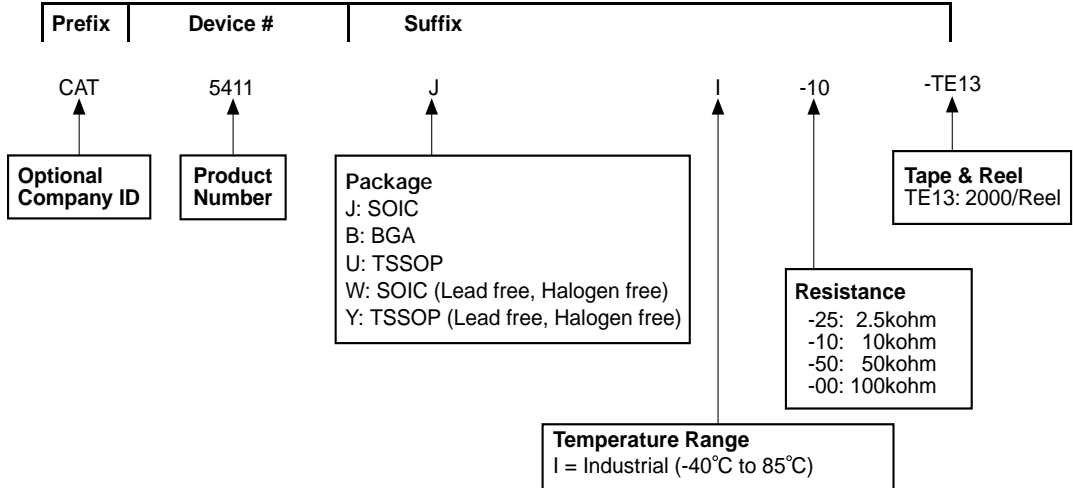 Prefix Device # Suffix
CAT 5411 J I -10 -TE13
Optional
Company ID
Product
Number
Package
J: SOIC
B: BGA
U: TSSOP
W: SOIC (Lead free, Halogen free)
Y: TSSOP (Lead free, Halogen free)
Tape & Reel
TE13: 2000/Reel
Resistance
-25: 2.5kohm
-10: 10kohm
-50: 50kohm
-00: 100kohm
Temperature Range
I = Industrial (-40°C to 85°C)